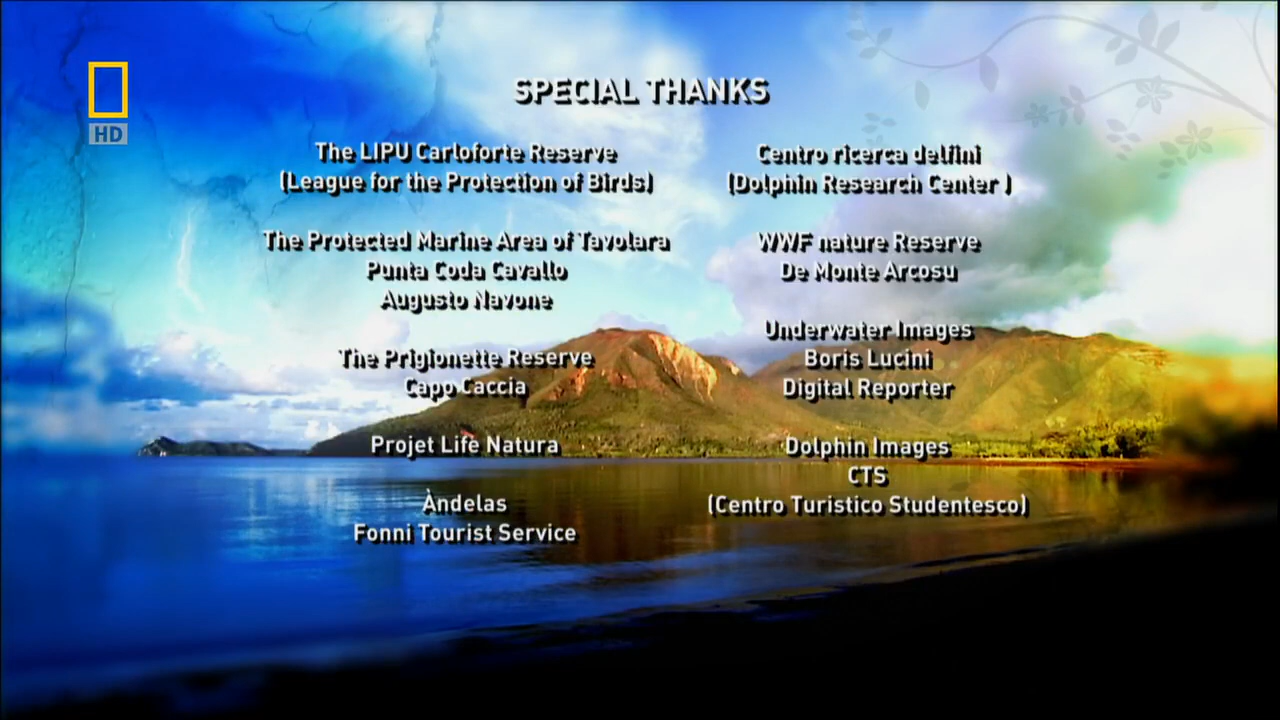 HD
SPECIAL THANKS
The LIPU Carloforte Reserve
(League for the Protection of Birds)
The Protected Marine Area of Tavolara
Punta Coda Cavallo
Augusto Navone
The Prigionette Reserve
Capo Caccia
Projet Life Natura
Àndelas
Fonni Tourist Service
Centro ricerca delfini
(Dolphin Research Center )
WWF nature Reserve
De Monte Arcosu
Underwater Images
Boris Lucini
Digital Reporter
Dolphin Images
CTS
(Centro Turistico Studentesco)